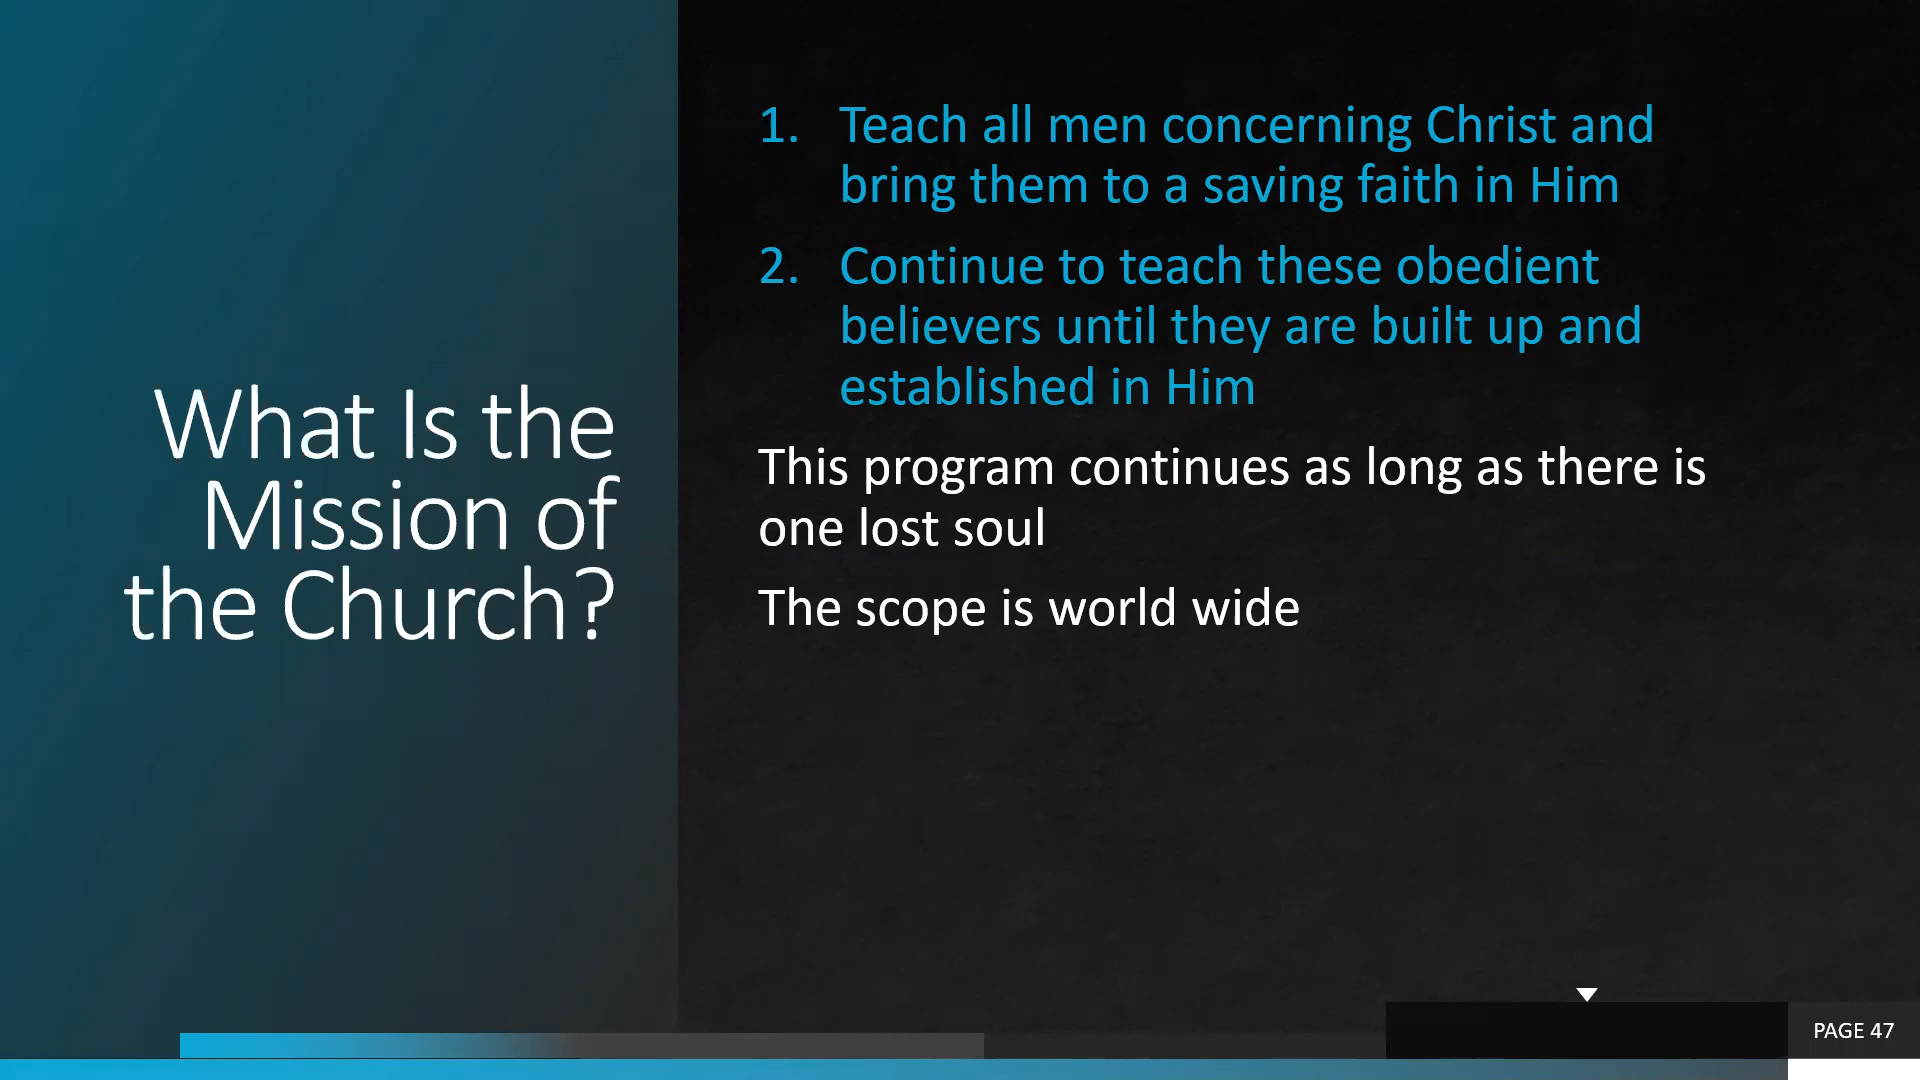 What Is the
Mission of
the Church?
1. Teach all men concerning Christ and
bring them to a saving faith in Him
2. Continue to teach these obedient
believers until they are built up and
established in Him
This program continues as long as there is
one lost soul
The scope is world wide
PAGE 47